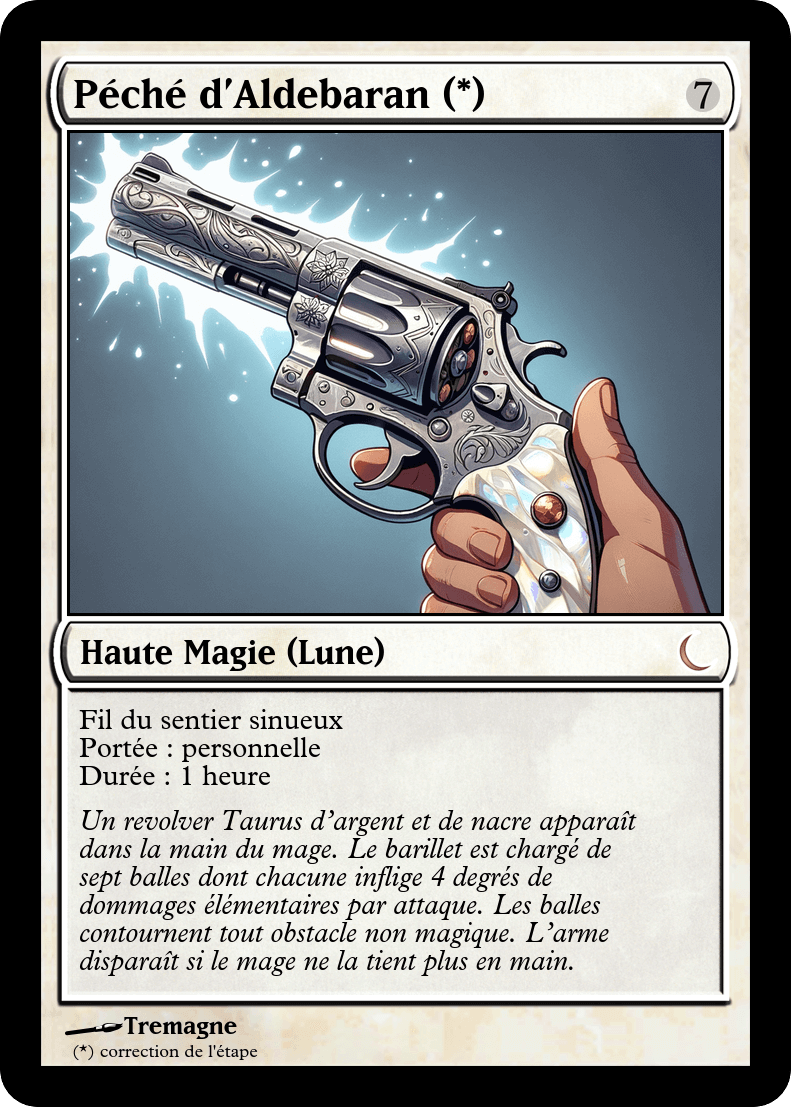 Péché d'Aldebaran (*)
7
Haute Magie (Lune)
Fil du sentier sinueux
Portée : personnelle
Durée : 1 heure
Un revolver Taurus d’argent et de nacre apparaît
dans la main du mage. Le barillet est chargé de
sept balles dont chacune inflige 4 degrés de
dommages élémentaires par attaque. Les balles
contournent tout obstacle non magique. L’arme
disparaît si le mage ne la tient plus en main.
Tremagne
(*) correction de l'étape